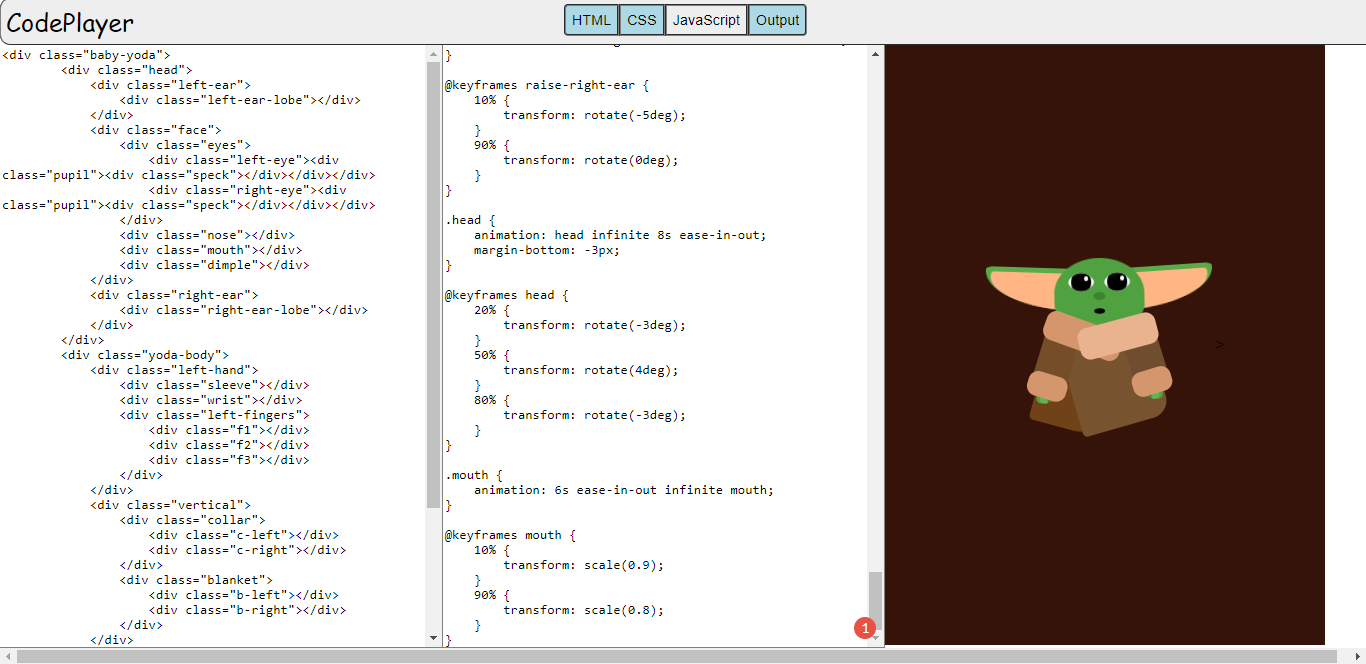 CodePlayer
HTML
CSS
JavaScript
Output
<div class="baby-yoda">
<div class="head">
<div class="left-ear">
<div class="left-ear-lobe"></div>
</div>
<div class="face">
<div class="eyes">
<div class="left-eye"><div
class="pupil"><div class="speck"></div></div></div>
<div class="right-eye"><div
class="pupil"><div class="speck"></div></div></div>
</div>
<div class="nose"></div>
<div class="mouth"></div>
<div class="dimple"></div>
</div>
<div class="right-ear">
<div class="right-ear-lobe"></div>
</div>
</div>
<div class="yoda-body">
<div class="left-hand">
<div class="sleeve"></div>
<div class="wrist"></div>
<div class="left-fingers">
<div class="f1"></div>
<div class="f2"></div>
<div class="f3"></div>
</div>
</div>
<div class="vertical">
<div class="collar">
<div class="c-left"></div>
<div class="c-right"></div>
</div>
<div class="blanket">
<div class="b-left"></div>
<div class="b-right"></div>
</div>
</div>
}
@keyframes raise-right-ear {
10% {
transform: rotate(-5deg);
}
90% {
transform: rotate(0deg);
}
}
.head {
animation: head infinite 8s ease-in-out;
margin-bottom: -3px;
}
@keyframes head {
20% {
transform: rotate(-3deg);
}
50% {
transform: rotate(4deg);
}
80% {
transform: rotate(-3deg);
}
}
.mouth {
animation: 6s ease-in-out infinite mouth;
}
@keyframes mouth {
10% {
transform: scale(0.9);
}
90% {
transform: scale(0.8);
}
}
1
>